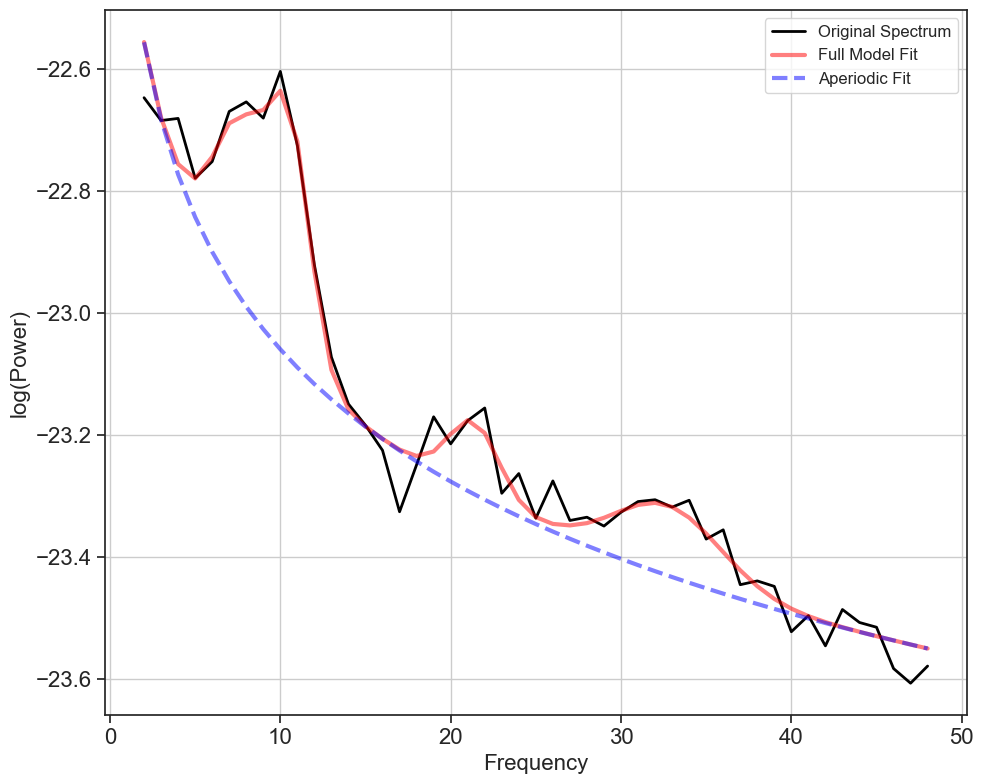 Original Spectrum
Full Model Fit
Aperiodic Fit
−22.6
−22.8
−23.0
−23.2
−23.4
−23.6
log(Power)
0 10 20 30 40 50
Frequency